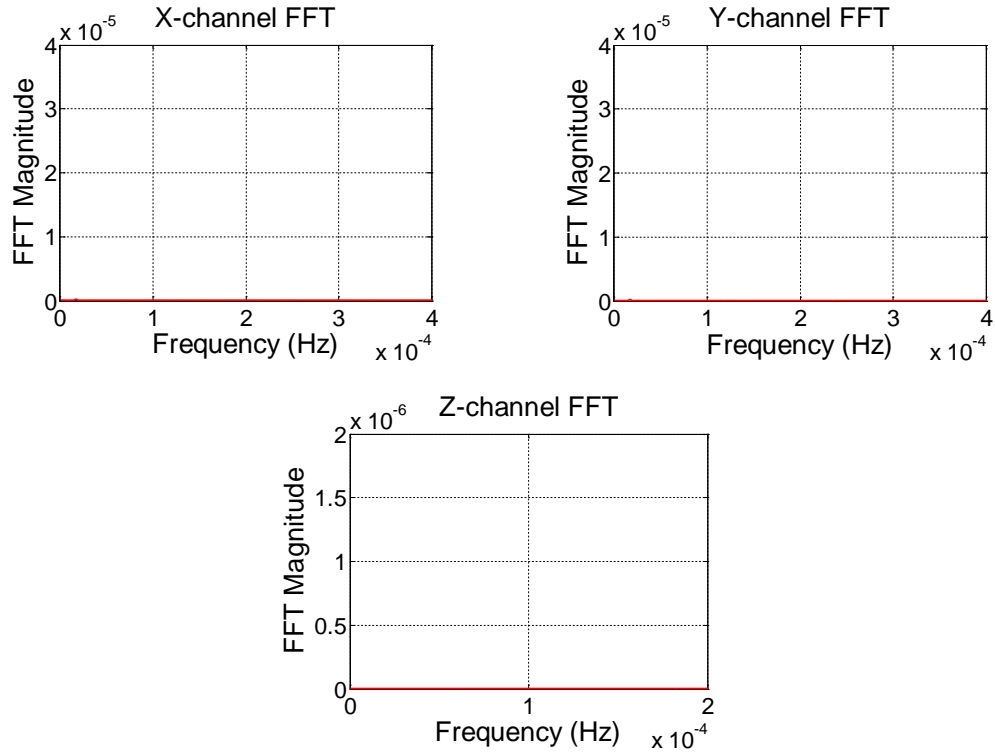 X-channel FFT
x 10^-5
4
3
2
1
0
FFT Magnitude
0 1 2 3 4
Frequency (Hz)
x 10^-4
Y-channel FFT
x 10^-5
4
3
2
1
0
FFT Magnitude
0 1 2 3 4
Frequency (Hz)
x 10^-4
Z-channel FFT
x 10^-6
2
1.5
1
0.5
0
FFT Magnitude
0 1 2
Frequency (Hz)
x 10^-4